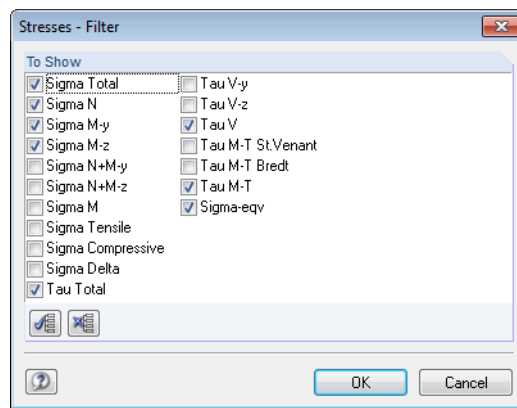 Stresses - Filter
To Show
Sigma Total
Sigma N
Sigma M-y
Sigma M-z
Sigma N+M-y
Sigma N+M-z
Sigma M
Sigma Tensile
Sigma Compressive
Sigma Delta
Tau Total
Tau V-y
Tau V-z
Tau V
Tau M-T St.Venant
Tau M-T Bredt
Tau M-T
Sigma-eqv
OK
Cancel